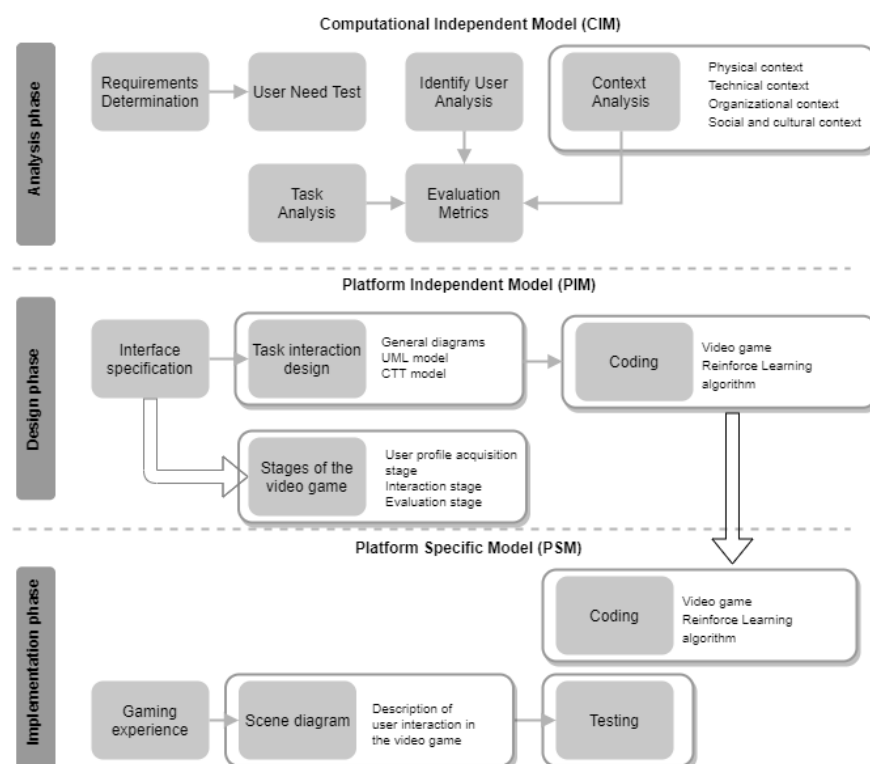 Computational Independent Model (CIM)
Analysis phase
Requirements
Determination
User Need Test
Identify User
Analysis
Context
Analysis
Physical context
Technical context
Organizational context
Social and cultural context
Task
Analysis
Evaluation
Metrics
Platform Independent Model (PIM)
Design phase
Interface
specification
Task interaction
design
General diagrams
UML model
CTT model
Coding
Video game
Reinforce Learning
algorithm
Stages of the
video game
User profile acquisition
stage
Interaction stage
Evaluation stage
Platform Specific Model (PSM)
Implementation phase
Coding
Video game
Reinforce Learning
algorithm
Gaming
experience
Scene diagram
Description of
user interaction in
the video game
Testing